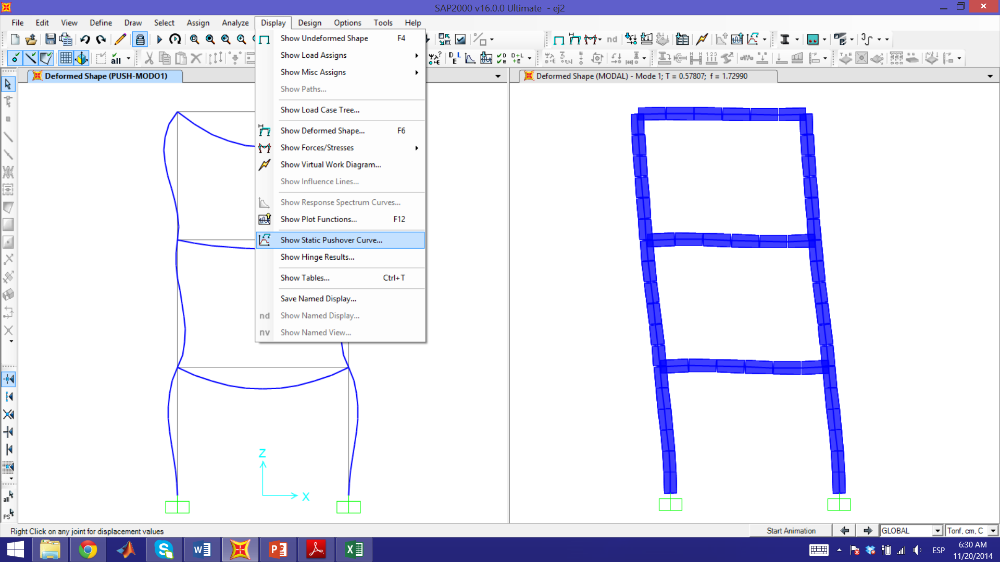 SAP2000 v16.0.0 Ultimate - ej2
File Edit View Define Draw Select Assign Analyze Display Design Options Tools Help
nd
all
Deformed Shape (PUSH-MODO1)
Deformed Shape (MODAL) - Mode 1; T = 0.57807; f = 1.72990
Show Undeformed Shape F4
Show Load Assigns
Show Misc Assigns
Show Paths...
Show Load Case Tree...
Show Deformed Shape... F6
Show Forces/Stresses
Show Virtual Work Diagram...
Show Influence Lines...
Show Response Spectrum Curves...
Show Plot Functions... F12
Show Static Pushover Curve...
Show Hinge Results...
Show Tables... Ctrl+T
Save Named Display...
nd Show Named Display...
nv Show Named View...
Z
X
all
PS
Right Click on any joint for displacement values
Start Animation
GLOBAL
Tonf, cm, C
ESP
6:30 AM
11/20/2014